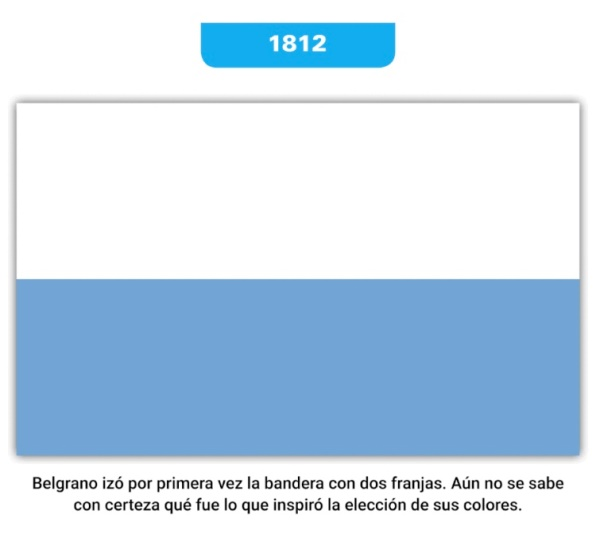 1812
Belgrano izó por primera vez la bandera con dos franjas. Aún no se sabe
con certeza qué fue lo que inspiró la elección de sus colores.